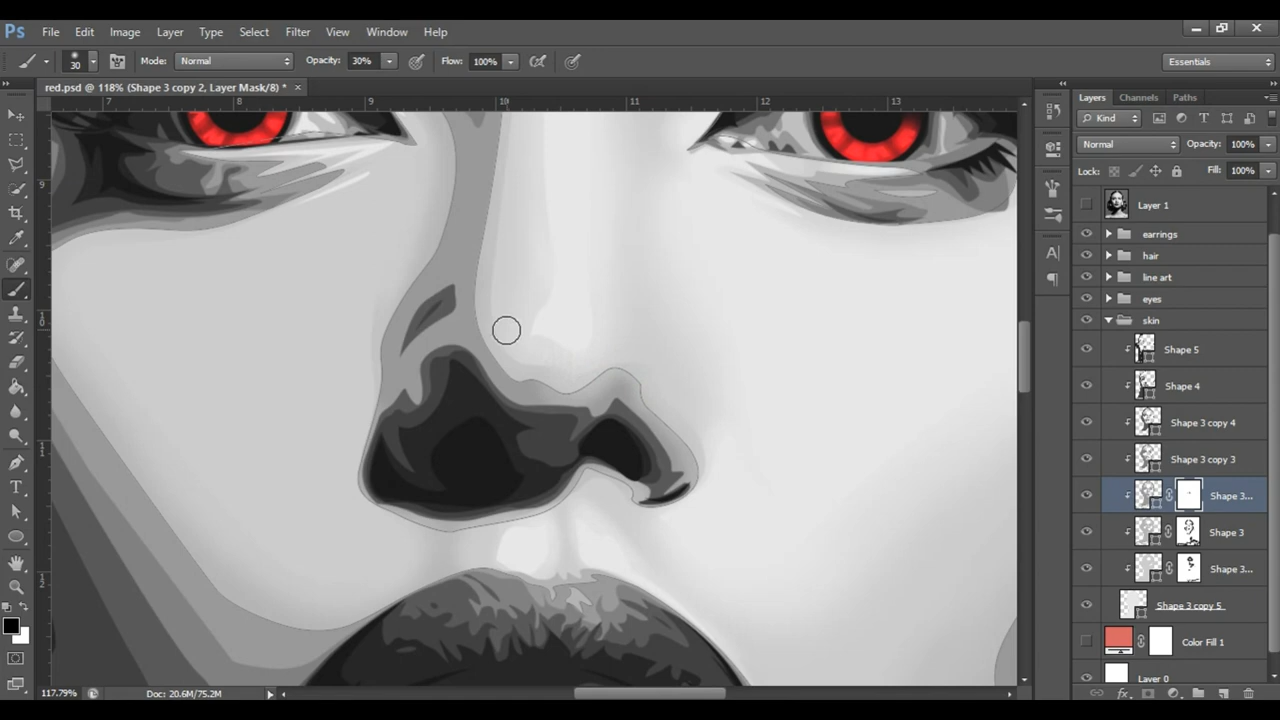 Ps File Edit Image Layer Type Select Filter View Window Help
30 Mode: Normal Opacity: 30% Flow: 100% Essentials
red.psd @ 118% (Shape 3 copy 2, Layer Mask/8) * ×
7 8 9 10 11 12 13
9
10
11
12
Layers Channels Paths
Kind
Normal Opacity: 100%
Lock: Fill: 100%
Layer 1
earrings
hair
line art
eyes
skin
Shape 5
Shape 4
Shape 3 copy 4
Shape 3 copy 3
Shape 3...
Shape 3
Shape 3...
Shape 3 copy 5
Color Fill 1
Layer 0
117.79% Doc: 20.6M/75.2M